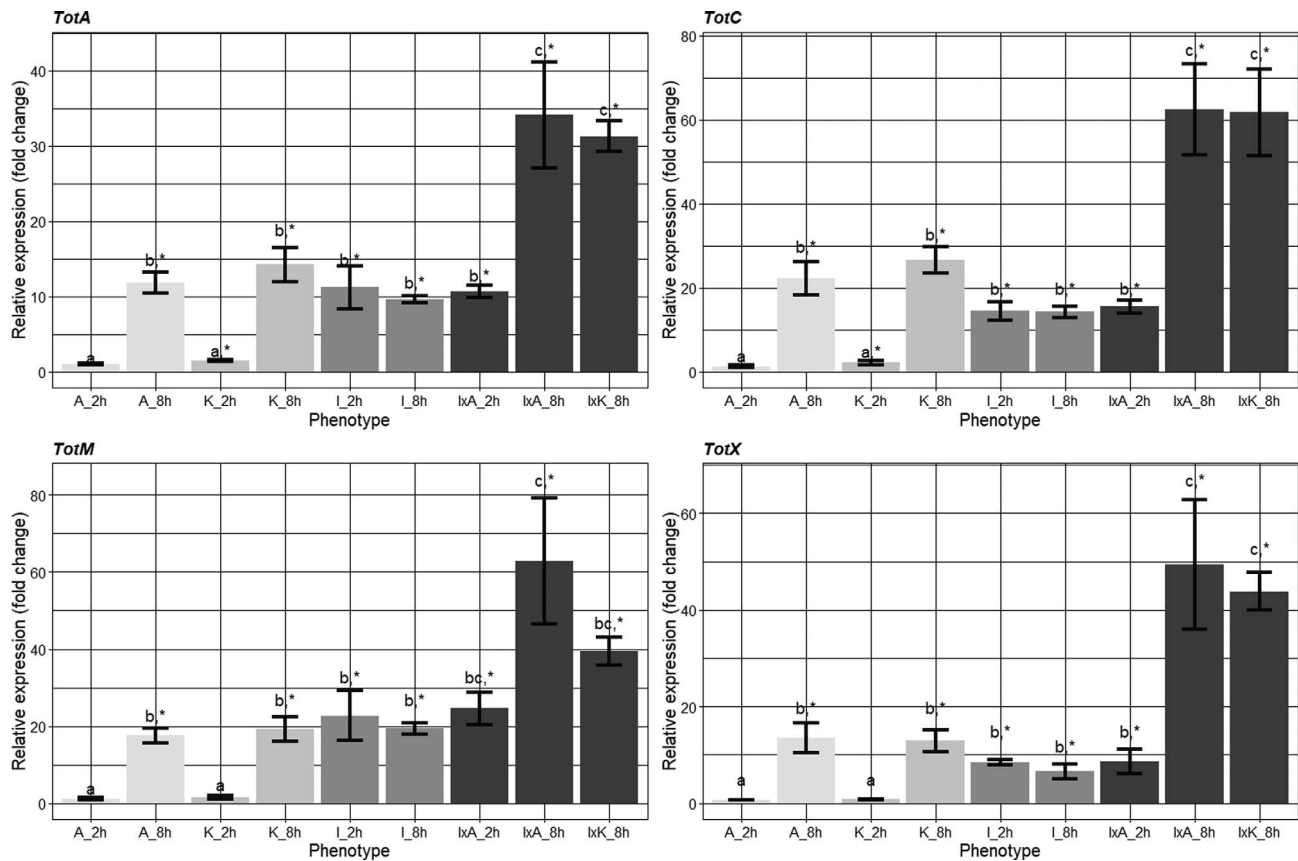 TotA
Relative expression (fold change)
40
30
20
10
0
a
b,*
a,*
b,*
b,*
b,*
b,*
c,*
c,*
A_2h A_8h K_2h K_8h I_2h I_8h IxA_2h IxA_8h IxK_8h
Phenotype
TotC
Relative expression (fold change)
80
60
40
20
0
a
b,*
a,*
b,*
b,*
b,*
b,*
c,*
c,*
A_2h A_8h K_2h K_8h I_2h I_8h IxA_2h IxA_8h IxK_8h
Phenotype
TotM
Relative expression (fold change)
80
60
40
20
0
a
b,*
a
b,*
b,*
b,*
bc,*
c,*
bc,*
A_2h A_8h K_2h K_8h I_2h I_8h IxA_2h IxA_8h IxK_8h
Phenotype
TotX
Relative expression (fold change)
60
40
20
0
a
b,*
a
b,*
b,*
b,*
b,*
c,*
c,*
A_2h A_8h K_2h K_8h I_2h I_8h IxA_2h IxA_8h IxK_8h
Phenotype